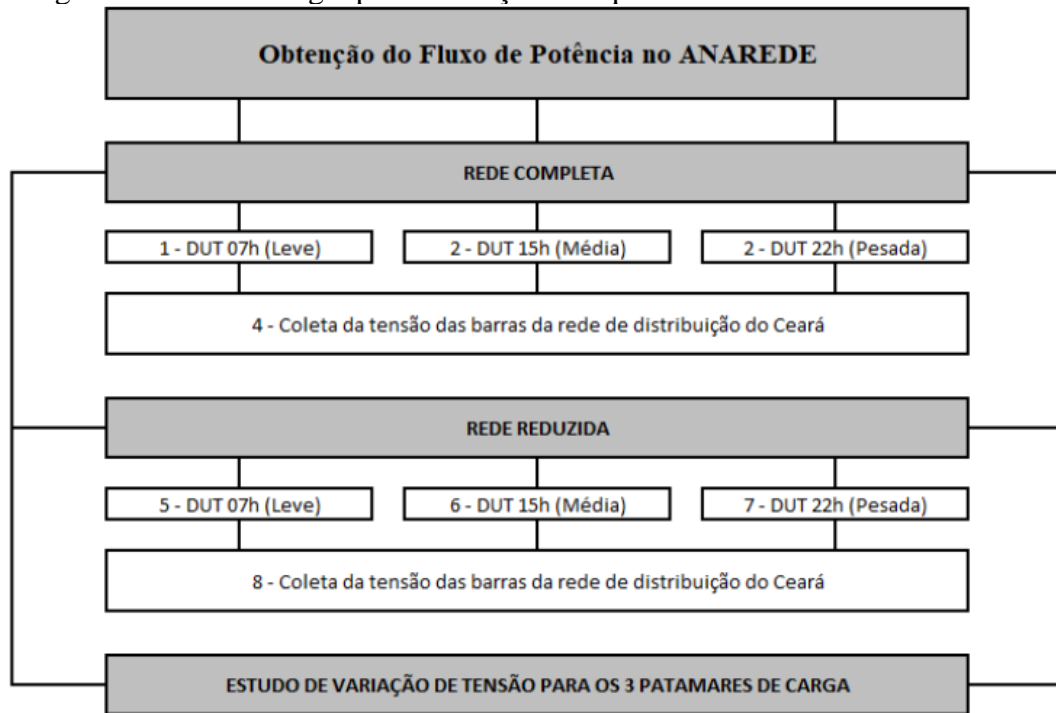 Obtenção do Fluxo de Potência no ANAREDE
REDE COMPLETA
1 - DUT 07h (Leve)
2 - DUT 15h (Média)
2 - DUT 22h (Pesada)
4 - Coleta da tensão das barras da rede de distribuição do Ceará
REDE REDUZIDA
5 - DUT 07h (Leve)
6 - DUT 15h (Média)
7 - DUT 22h (Pesada)
8 - Coleta da tensão das barras da rede de distribuição do Ceará
ESTUDO DE VARIAÇÃO DE TENSÃO PARA OS 3 PATAMARES DE CARGA